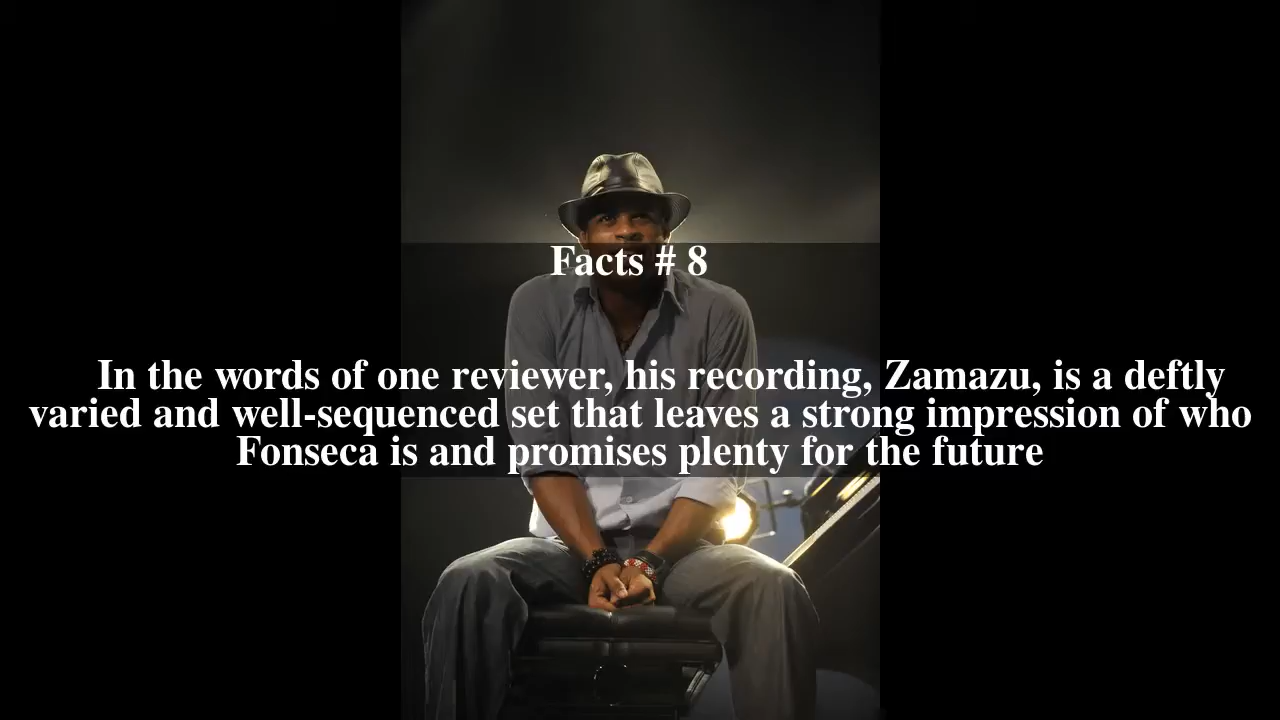 Facts # 8
In the words of one reviewer, his recording, Zamazu, is a deftly
varied and well-sequenced set that leaves a strong impression of who
Fonseca is and promises plenty for the future